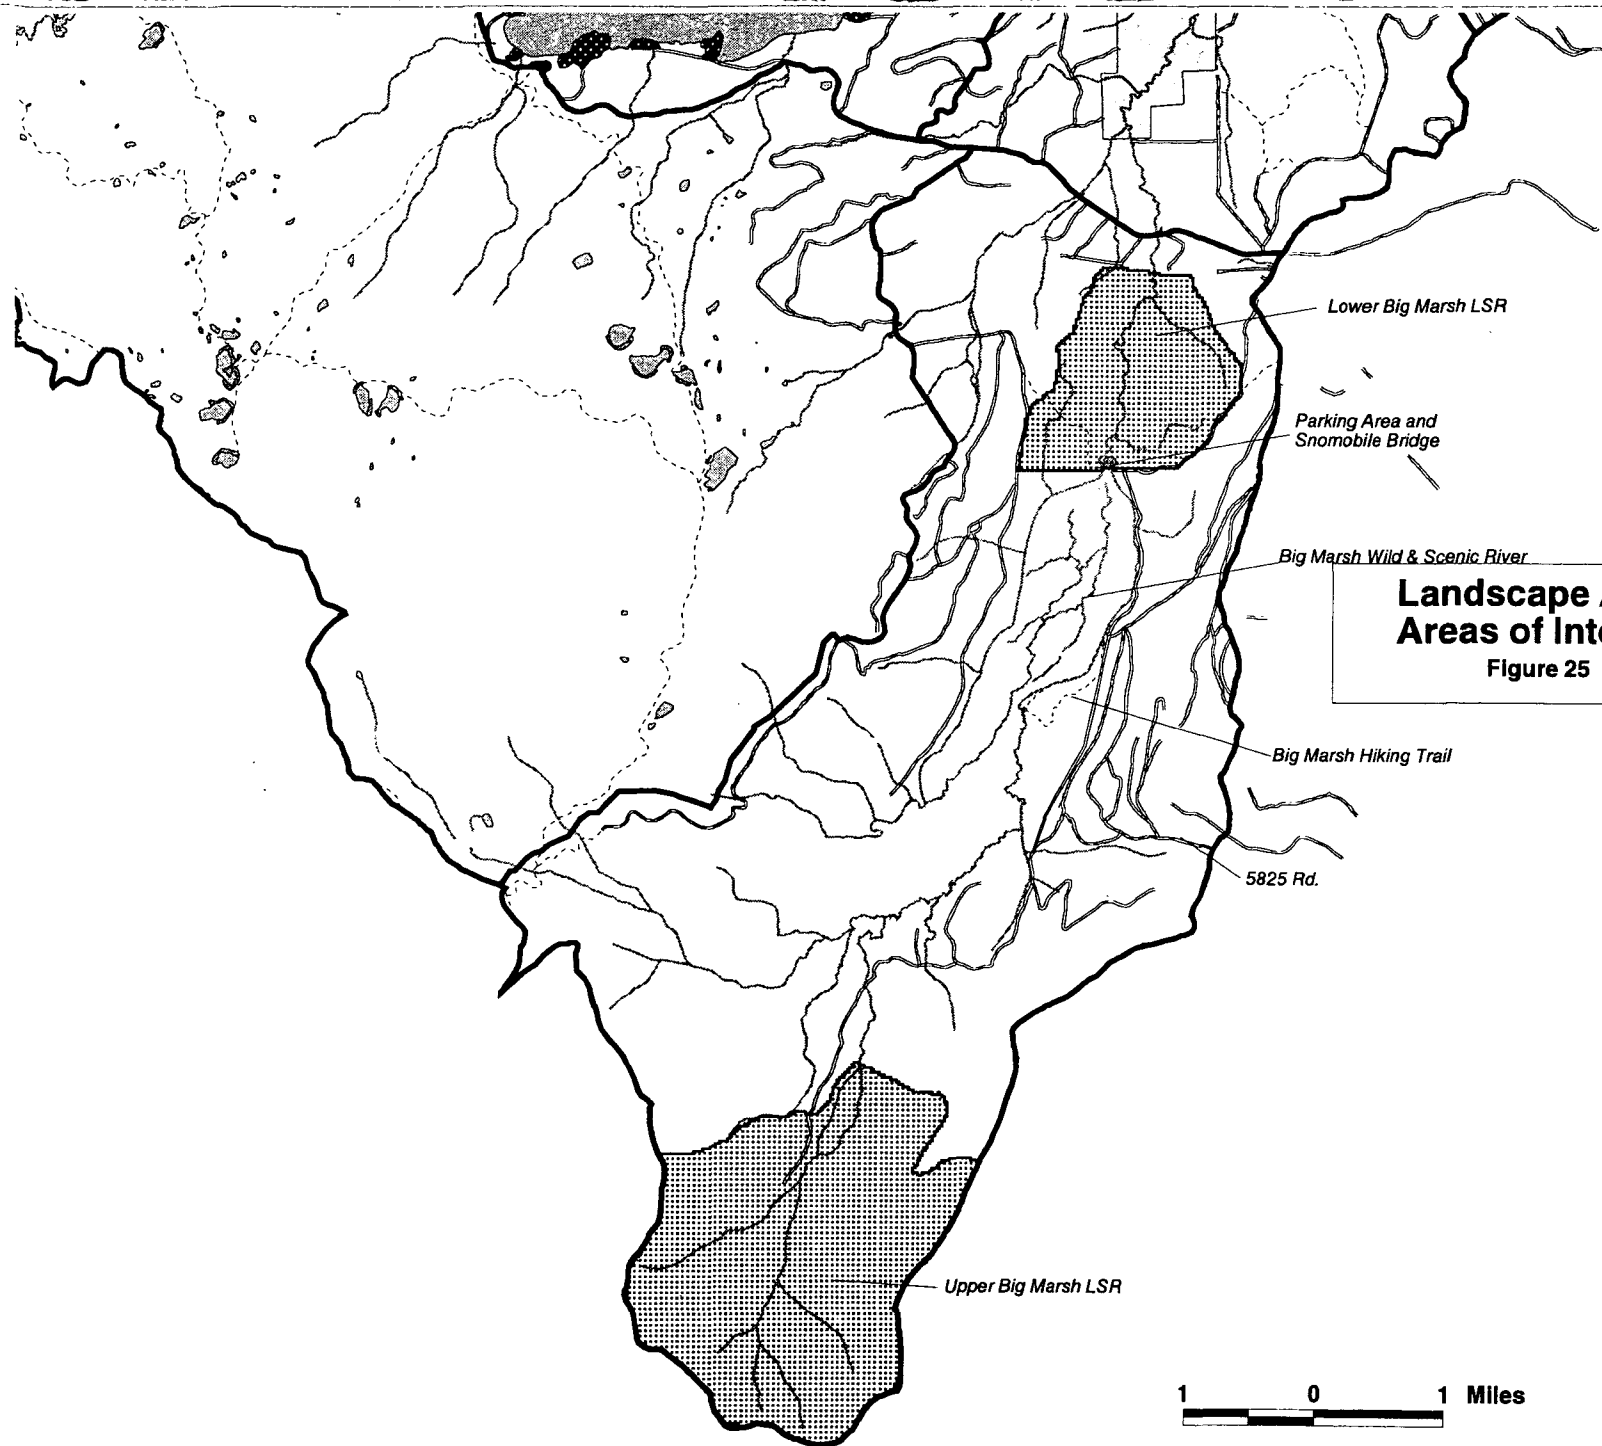 Lower Big Marsh LSR
Parking Area and
Snomobile Bridge
Big Marsh Wild & Scenic River
Landscape
Areas of Int
Figure 25
Big Marsh Hiking Trail
5825 Rd.
Upper Big Marsh LSR
1 0 1 Miles